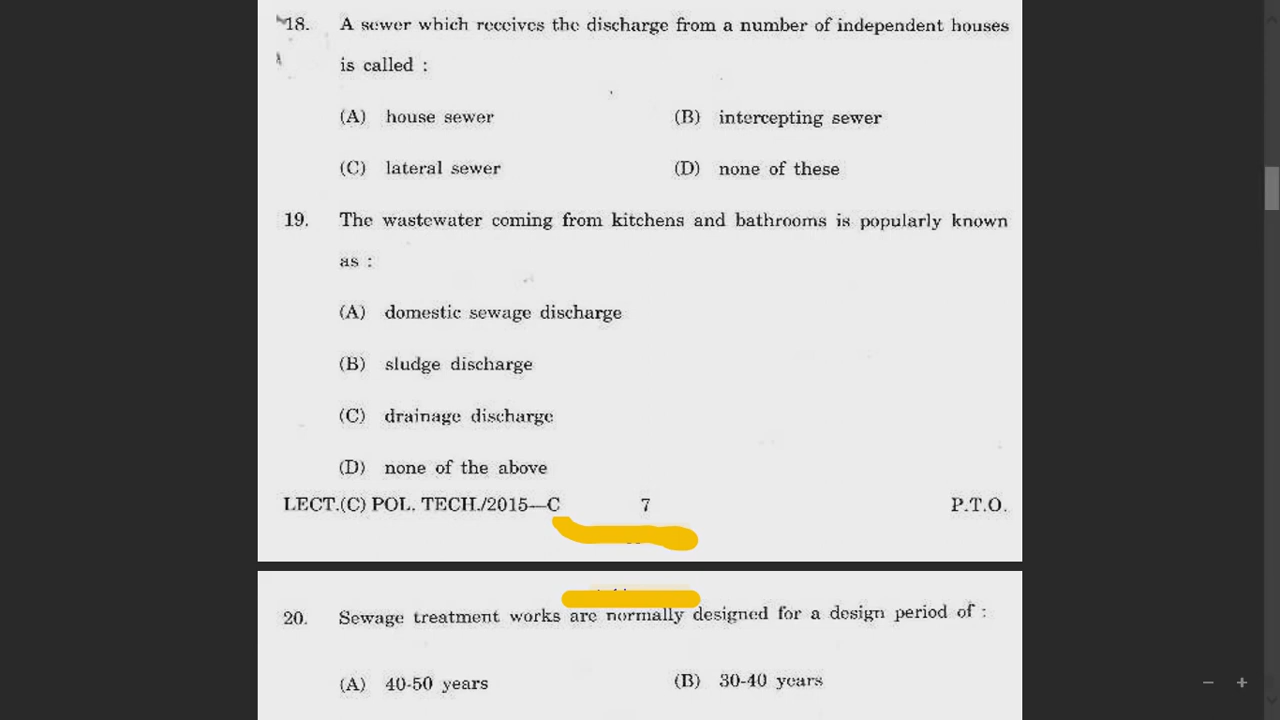 18. A sewer which receives the discharge from a number of independent houses
is called :
(A) house sewer (B) intercepting sewer
(C) lateral sewer (D) none of these
19. The wastewater coming from kitchens and bathrooms is popularly known
as :
(A) domestic sewage discharge
(B) sludge discharge
(C) drainage discharge
(D) none of the above
LECT.(C) POL. TECH./2015—C 7 P.T.O.
20. Sewage treatment works are normally designed for a design period of :
(A) 40-50 years (B) 30-40 years